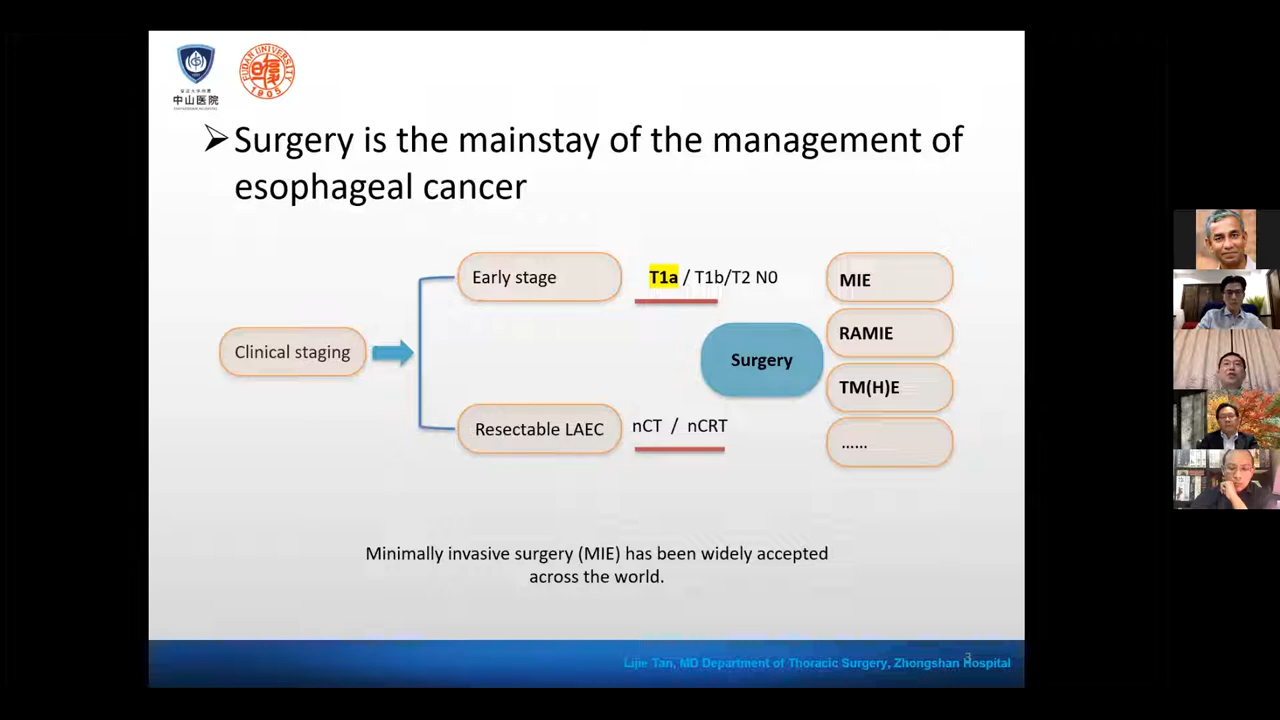 中山医院
FUDAN UNIVERSITY
1905
Surgery is the mainstay of the management of
esophageal cancer
Early stage
T1a / T1b/T2 N0
MIE
RAMIE
Clinical staging
Surgery
TM(H)E
Resectable LAEC
nCT / nCRT
......
Minimally invasive surgery (MIE) has been widely accepted
across the world.
3
Lijie Tan, MD Department of Thoracic Surgery, Zhongshan Hospital